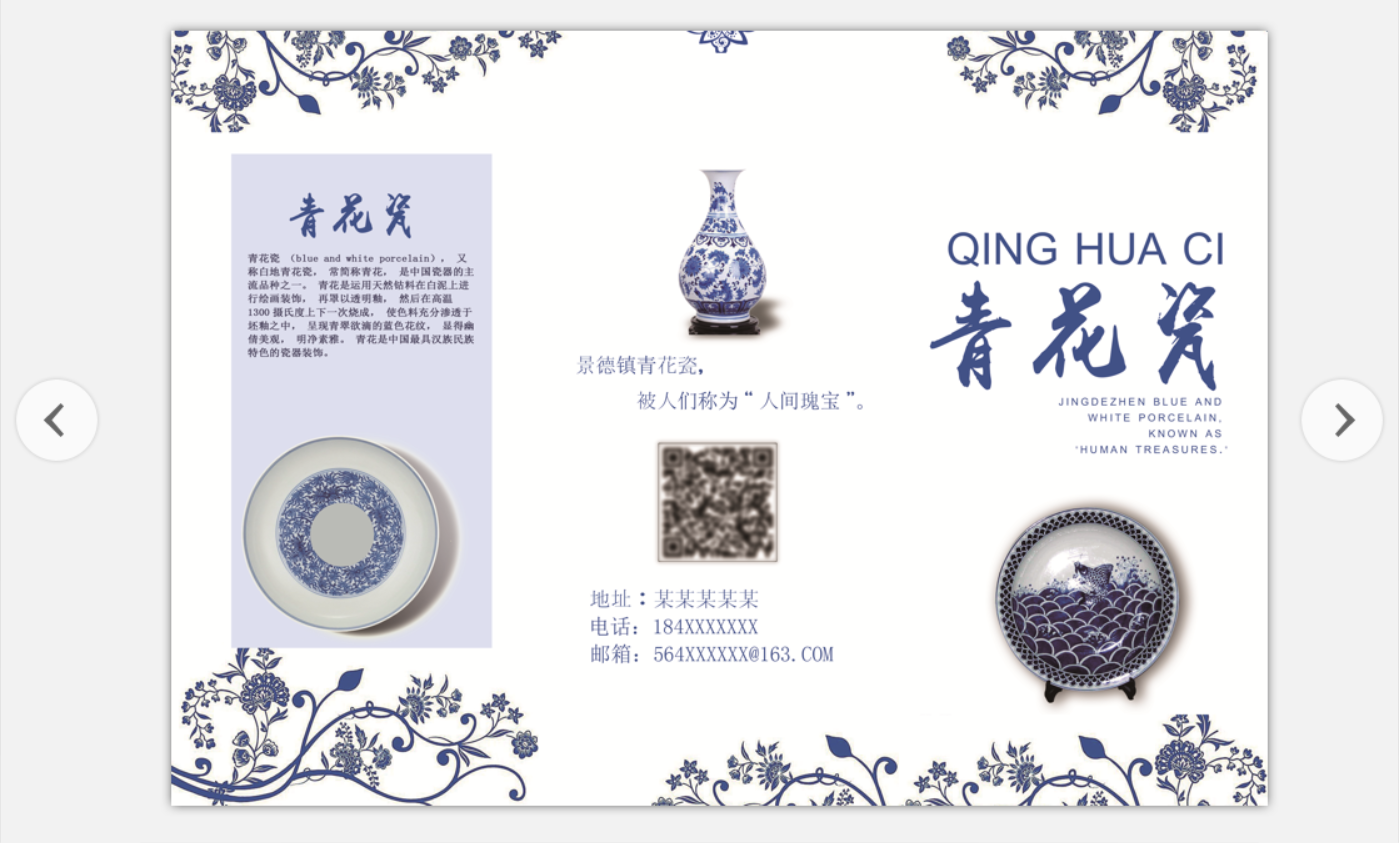 青花瓷
青花瓷 （blue and white porcelain）， 又
称白地青花瓷， 常简称青花， 是中国瓷器的主
流品种之一。 青花是运用天然钴料在白泥上进
行绘画装饰， 再罩以透明釉， 然后在高温
1300 摄氏度上下一次烧成， 使色料充分渗透于
坯釉之中， 呈现青翠欲滴的蓝色花纹， 显得幽
倩美观， 明净素雅。 青花是中国最具汉族民族
特色的瓷器装饰。
景德镇青花瓷，
被人们称为“人间瑰宝”。
地址：某某某某某
电话：184XXXXXXX
邮箱：564XXXXXX@163.COM
QING HUA CI
青花瓷
JINGDEZHEN BLUE AND
WHITE PORCELAIN,
KNOWN AS
'HUMAN TREASURES.'